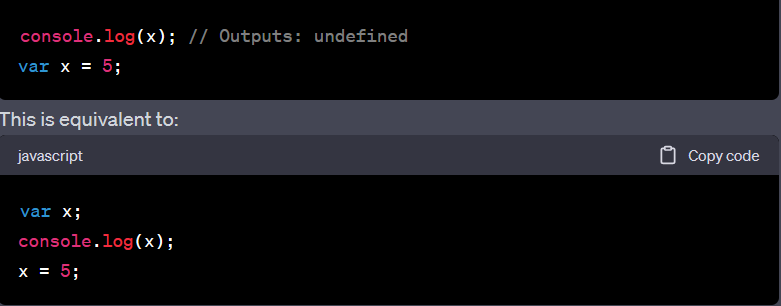 console.log(x); // Outputs: undefined
var x = 5;
This is equivalent to:
javascript Copy code
var x;
console.log(x);
x = 5;